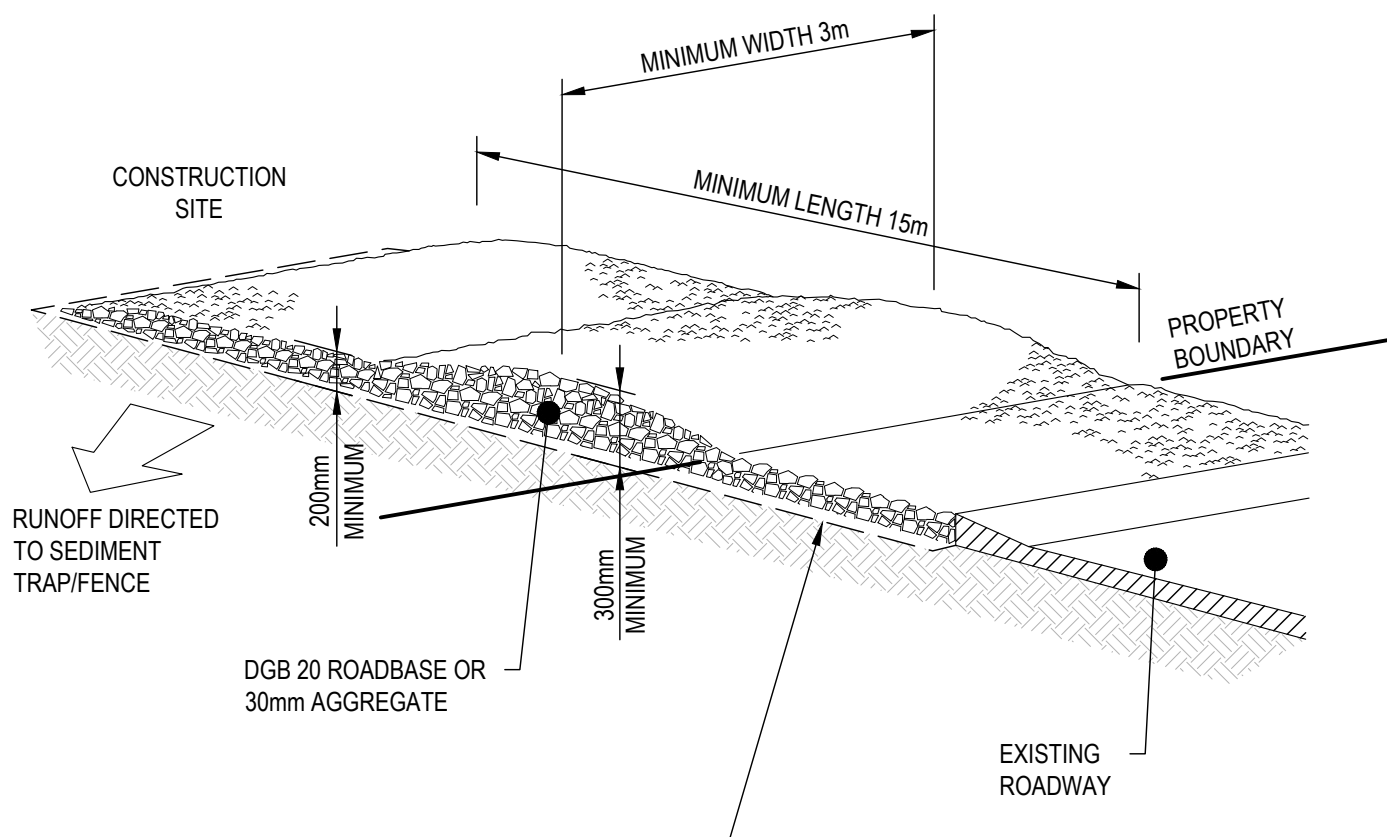 MINIMUM WIDTH 3m
CONSTRUCTION
SITE
MINIMUM LENGTH 15m
PROPERTY
BOUNDARY
200mm
MINIMUM
RUNOFF DIRECTED
TO SEDIMENT
TRAP/FENCE
300mm
MINIMUM
DGB 20 ROADBASE OR
30mm AGGREGATE
EXISTING
ROADWAY